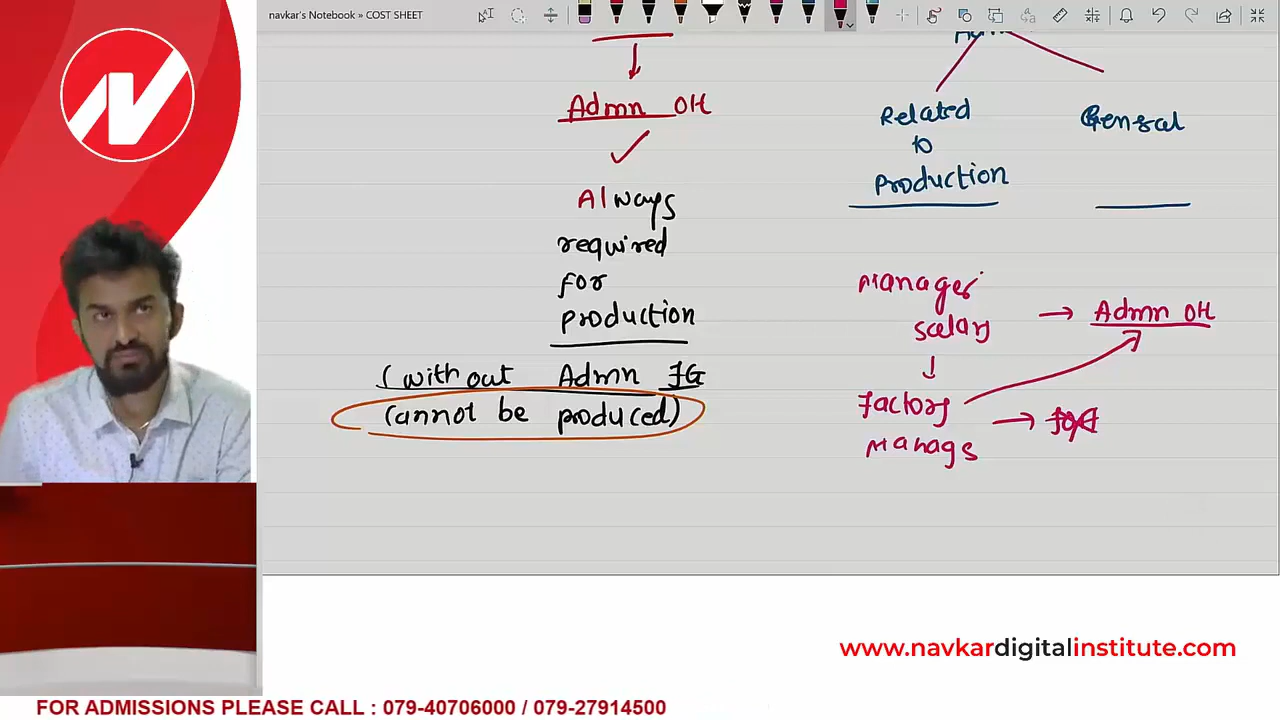 navkar's Notebook » COST SHEET
Admn OH
Always
required
for
production
(without Admn FG
cannot be produced)
Related
to
Production
General
Manager
salary → Admn OH
Factory
Manags
N
www.navkardigitalinstitute.com
FOR ADMISSIONS PLEASE CALL : 079-40706000 / 079-27914500